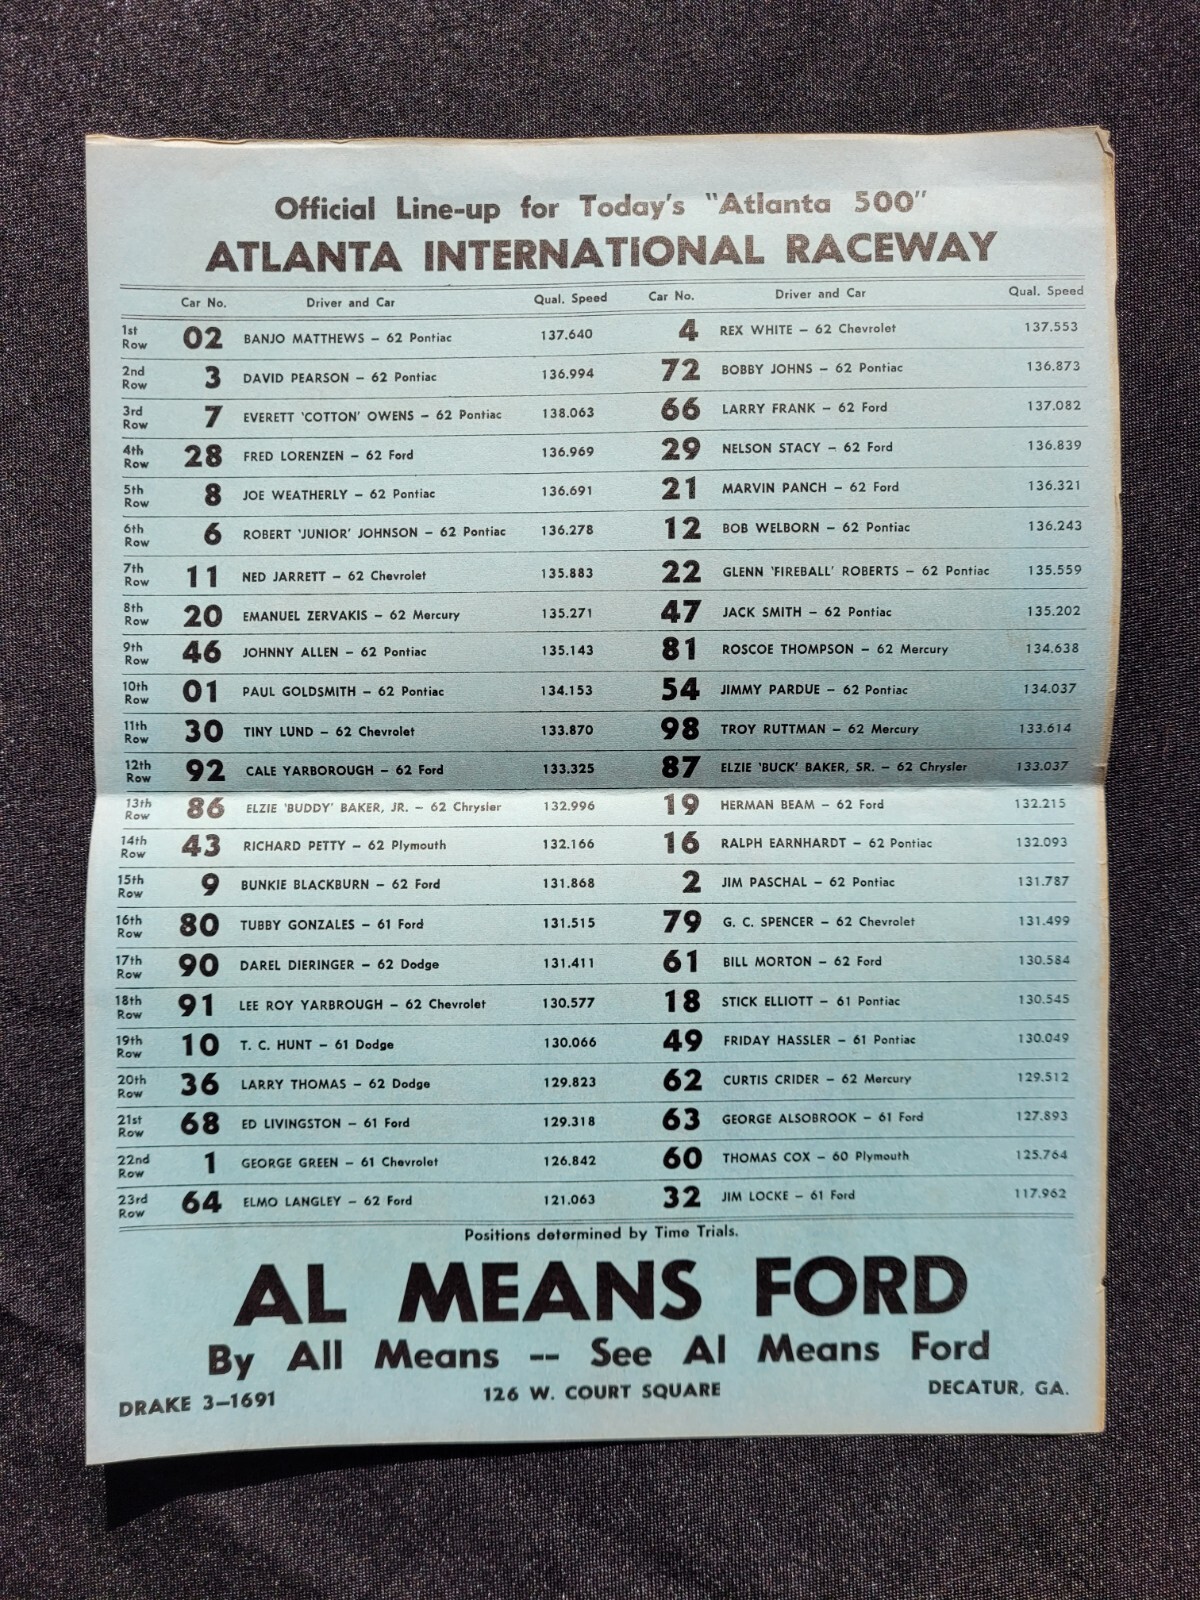 Official Line-up for Today's "Atlanta 500"
ATLANTA INTERNATIONAL RACEWAY
Car No. Driver and Car Qual. Speed Car No. Driver and Car Qual. Speed
1st Row 02 BANJO MATTHEWS – 62 Pontiac 137.640 4 REX WHITE – 62 Chevrolet 137.553
2nd Row 3 DAVID PEARSON – 62 Pontiac 136.994 72 BOBBY JOHNS – 62 Pontiac 136.873
3rd Row 7 EVERETT 'COTTON' OWENS – 62 Pontiac 138.063 66 LARRY FRANK – 62 Ford 137.082
4th Row 28 FRED LORENZEN – 62 Ford 136.969 29 NELSON STACY – 62 Ford 136.839
5th Row 8 JOE WEATHERLY – 62 Pontiac 136.691 21 MARVIN PANCH – 62 Ford 136.321
6th Row 6 ROBERT 'JUNIOR' JOHNSON – 62 Pontiac 136.278 12 BOB WELBORN – 62 Pontiac 136.243
7th Row 11 NED JARRETT – 62 Chevrolet 135.883 22 GLENN 'FIREBALL' ROBERTS – 62 Pontiac 135.559
8th Row 20 EMANUEL ZERVAKIS – 62 Mercury 135.271 47 JACK SMITH – 62 Pontiac 135.202
9th Row 46 JOHNNY ALLEN – 62 Pontiac 135.143 81 ROSCOE THOMPSON – 62 Mercury 134.638
10th Row 01 PAUL GOLDSMITH – 62 Pontiac 134.153 54 JIMMY PARDUE – 62 Pontiac 134.037
11th Row 30 TINY LUND – 62 Chevrolet 133.870 98 TROY RUTTMAN – 62 Mercury 133.614
12th Row 92 CALE YARBOROUGH – 62 Ford 133.325 87 ELZIE 'BUCK' BAKER, SR. – 62 Chrysler 133.037
13th Row 86 ELZIE 'BUDDY' BAKER, JR. – 62 Chrysler 132.996 19 HERMAN BEAM – 62 Ford 132.215
14th Row 43 RICHARD PETTY – 62 Plymouth 132.166 16 RALPH EARNHARDT – 62 Pontiac 132.093
15th Row 9 BUNKIE BLACKBURN – 62 Ford 131.868 2 JIM PASCHAL – 62 Pontiac 131.787
16th Row 80 TUBBY GONZALES – 61 Ford 131.515 79 G. C. SPENCER – 62 Chevrolet 131.499
17th Row 90 DAREL DIERINGER – 62 Dodge 131.411 61 BILL MORTON – 62 Ford 130.584
18th Row 91 LEE ROY YARBROUGH – 62 Chevrolet 130.577 18 STICK ELLIOTT – 61 Pontiac 130.545
19th Row 10 T. C. HUNT – 61 Dodge 130.066 49 FRIDAY HASSLER – 61 Pontiac 130.049
20th Row 36 LARRY THOMAS – 62 Dodge 129.823 62 CURTIS CRIDER – 62 Mercury 129.512
21st Row 68 ED LIVINGSTON – 61 Ford 129.318 63 GEORGE ALSOBROOK – 61 Ford 127.893
22nd Row 1 GEORGE GREEN – 61 Chevrolet 126.842 60 THOMAS COX – 60 Plymouth 125.764
23rd Row 64 ELMO LANGLEY – 62 Ford 121.063 32 JIM LOCKE – 61 Ford 117.962
Positions determined by Time Trials.
AL MEANS FORD
By All Means -- See Al Means Ford
DRAKE 3–1691 126 W. COURT SQUARE DECATUR, GA.